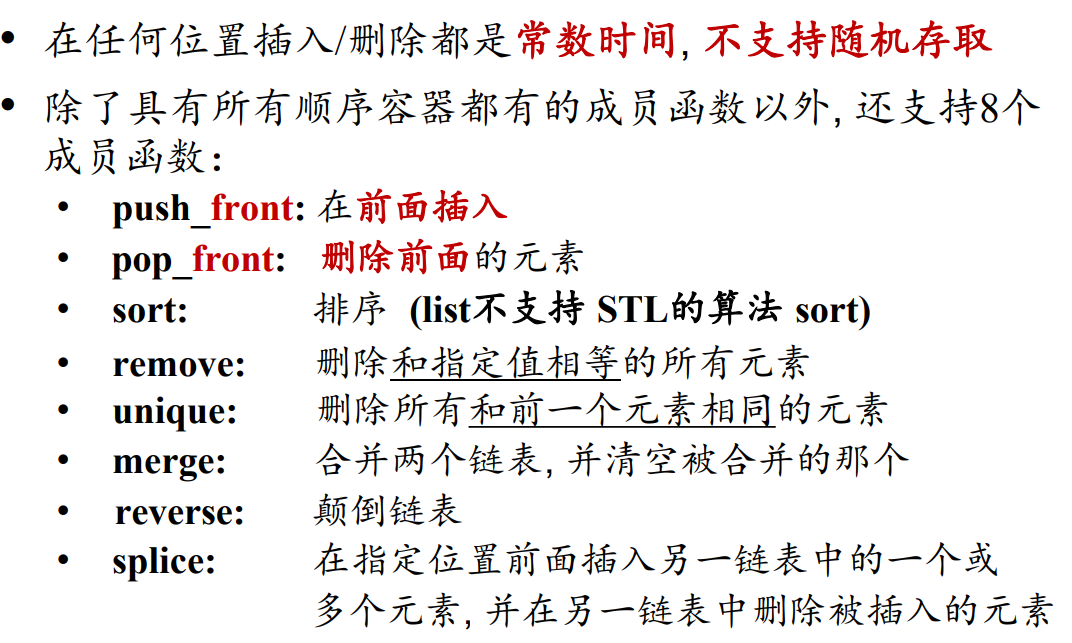 • 在任何位置插入/删除都是常数时间, 不支持随机存取
• 除了具有所有顺序容器都有的成员函数以外, 还支持8个
成员函数：
• push_front: 在前面插入
• pop_front: 删除前面的元素
• sort: 排序 (list不支持 STL的算法 sort)
• remove: 删除和指定值相等的所有元素
• unique: 删除所有和前一个元素相同的元素
• merge: 合并两个链表, 并清空被合并的那个
• reverse: 颠倒链表
• splice: 在指定位置前面插入另一链表中的一个或
多个元素, 并在另一链表中删除被插入的元素